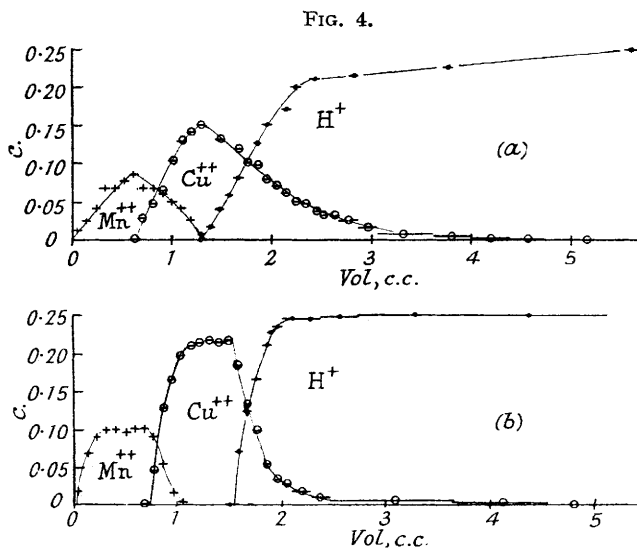 FIG. 4.
0·25
0·20
0·15
0·10
0·05
0
c.
Mn++
Cu++
H+
(a)
0 1 2 3 4 5
Vol, c.c.
0·25
0·20
0·15
0·10
0·05
0
c.
Mn++
Cu++
H+
(b)
0 1 2 3 4 5
Vol, c.c.